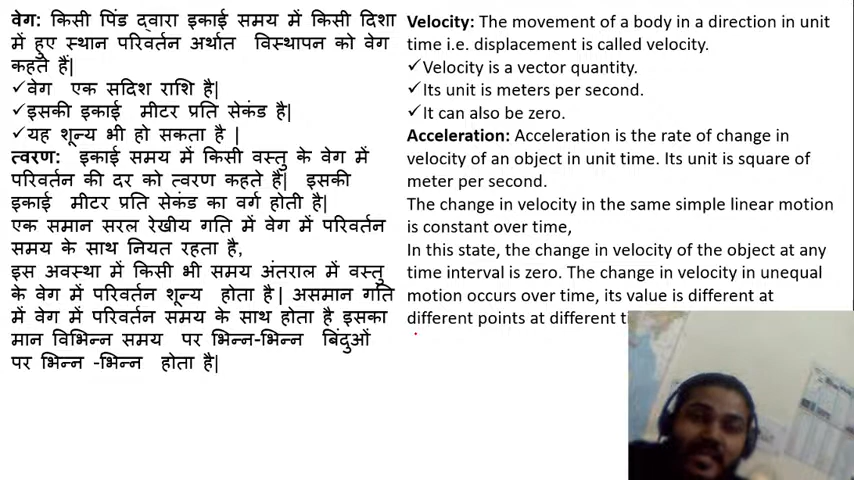 वेग: किसी पिंड द्वारा इकाई समय में किसी दिशा
में हुए स्थान परिवर्तन अर्थात विस्थापन को वेग
कहते हैं|
✓वेग एक सदिश राशि है|
✓इसकी इकाई मीटर प्रति सेकंड है|
✓यह शून्य भी हो सकता है |
त्वरण: इकाई समय में किसी वस्तु के वेग में
परिवर्तन की दर को त्वरण कहते है| इसकी
इकाई मीटर प्रति सेकंड का वर्ग होती है|
एक समान सरल रेखीय गति में वेग में परिवर्तन
समय के साथ नियत रहता है,
इस अवस्था में किसी भी समय अंतराल में वस्तु
के वेग में परिवर्तन शून्य होता है| असमान गति
में वेग में परिवर्तन समय के साथ होता है इसका
मान विभिन्न समय पर भिन्न-भिन्न बिंदुओं
पर भिन्न -भिन्न होता है|
Velocity: The movement of a body in a direction in unit
time i.e. displacement is called velocity.
✓Velocity is a vector quantity.
✓Its unit is meters per second.
✓It can also be zero.
Acceleration: Acceleration is the rate of change in
velocity of an object in unit time. Its unit is square of
meter per second.
The change in velocity in the same simple linear motion
is constant over time,
In this state, the change in velocity of the object at any
time interval is zero. The change in velocity in unequal
motion occurs over time, its value is different at
different points at different t